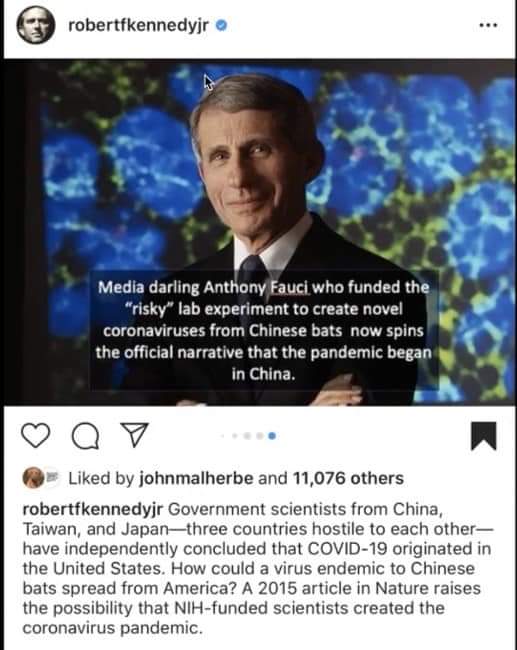 robertfkennedyjr
Media darling Anthony Fauci who funded the
"risky" lab experiment to create novel
coronaviruses from Chinese bats now spins
the official narrative that the pandemic began
in China.
Liked by johnmalherbe and 11,076 others
robertfkennedyjr Government scientists from China,
Taiwan, and Japan—three countries hostile to each other—
have independently concluded that COVID-19 originated in
the United States. How could a virus endemic to Chinese
bats spread from America? A 2015 article in Nature raises
the possibility that NIH-funded scientists created the
coronavirus pandemic.